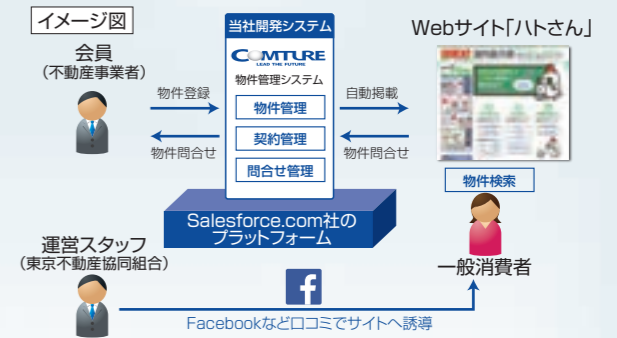 イメージ図
会員
（不動産事業者）
物件登録
物件問合せ
当社開発システム
COMTURE
LEAD THE FUTURE
物件管理システム
物件管理
契約管理
問合せ管理
Salesforce.com社の
プラットフォーム
自動掲載
物件問合せ
Webサイト「ハトさん」
物件検索
一般消費者
運営スタッフ
（東京不動産協同組合）
f
Facebookなど口コミでサイトへ誘導